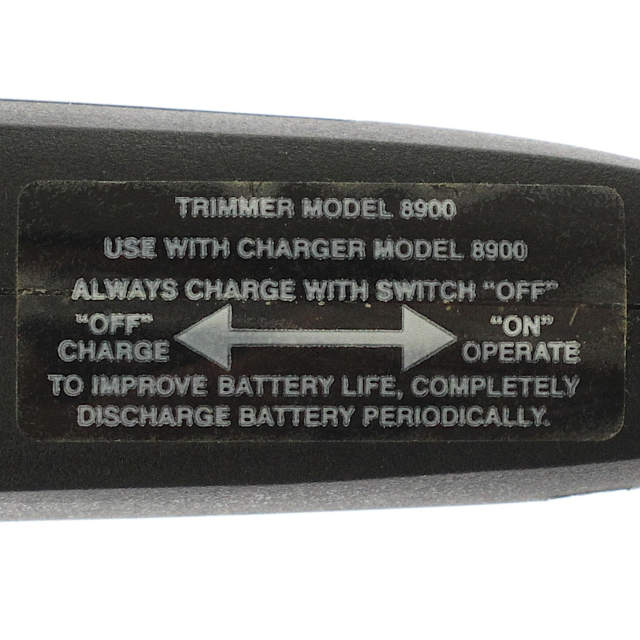 TRIMMER MODEL 8900
USE WITH CHARGER MODEL 8900
ALWAYS CHARGE WITH SWITCH "OFF"
"OFF" "ON"
CHARGE OPERATE
TO IMPROVE BATTERY LIFE, COMPLETELY
DISCHARGE BATTERY PERIODICALLY.